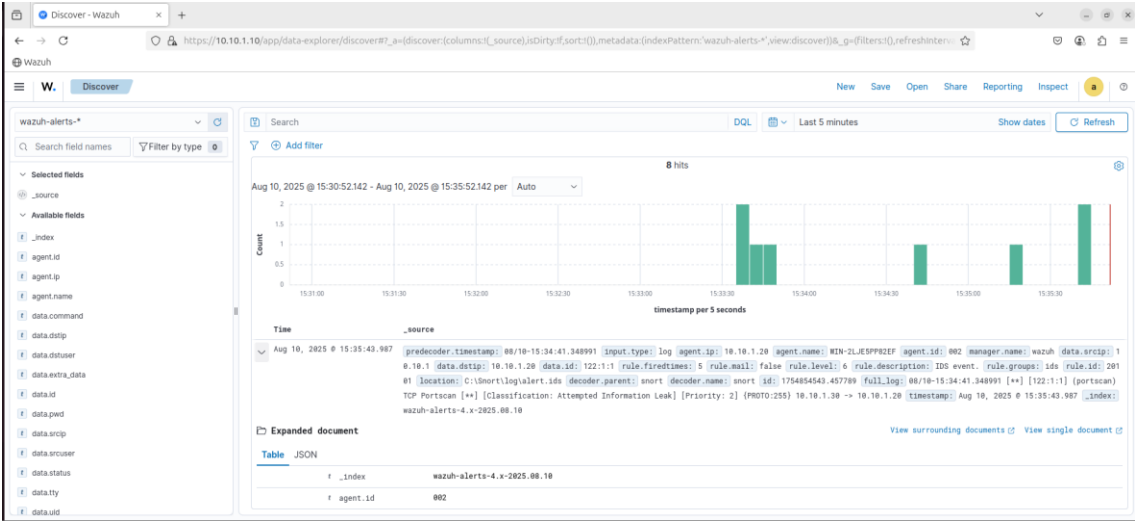 Discover - Wazuh
https://10.10.1.10/app/data-explorer/discover#?_a=(discover:(columns:!(_source),isDirty:!f,sort:!()),metadata:(indexPattern:'wazuh-alerts-*',view:discover))&_g=(filters:!(),refreshInterv
Wazuh
W. Discover New Save Open Share Reporting Inspect a
wazuh-alerts-* Search DQL Last 5 minutes Show dates Refresh
Search field names Filter by type 0 Add filter
8 hits
Selected fields
_source
Available fields
t _index
t agent.id
t agent.ip
t agent.name
t data.command
t data.dstip
t data.dstuser
t data.extra_data
t data.id
t data.pwd
t data.srcip
t data.srcuser
t data.status
t data.tty
t data.uid
Aug 10, 2025 @ 15:30:52.142 - Aug 10, 2025 @ 15:35:52.142 per Auto
2
1.5
1
0.5
0
Count
15:31:00 15:31:30 15:32:00 15:32:30 15:33:00 15:33:30 15:34:00 15:34:30 15:35:00 15:35:30
timestamp per 5 seconds
Time _source
Aug 10, 2025 @ 15:35:43.987 predecoder.timestamp: 08/10-15:34:41.348991 input.type: log agent.ip: 10.10.1.20 agent.name: WIN-2LJE5PP82EF agent.id: 002 manager.name: wazuh data.srcip: 1
0.10.1 data.dstip: 10.10.1.20 data.id: 122:1:1 rule.firedtimes: 5 rule.mail: false rule.level: 6 rule.description: IDS event. rule.groups: ids rule.id: 201
01 location: C:\Snort\log\alert.ids decoder.parent: snort decoder.name: snort id: 1754854543.457789 full_log: 08/10-15:34:41.348991 [**] [122:1:1] (portscan)
TCP Portscan [**] [Classification: Attempted Information Leak] [Priority: 2] {PROTO:255} 10.10.1.30 -> 10.10.1.20 timestamp: Aug 10, 2025 @ 15:35:43.987 _index:
wazuh-alerts-4.x-2025.08.10
Expanded document View surrounding documents View single document
Table JSON
t _index wazuh-alerts-4.x-2025.08.10
t agent.id 002